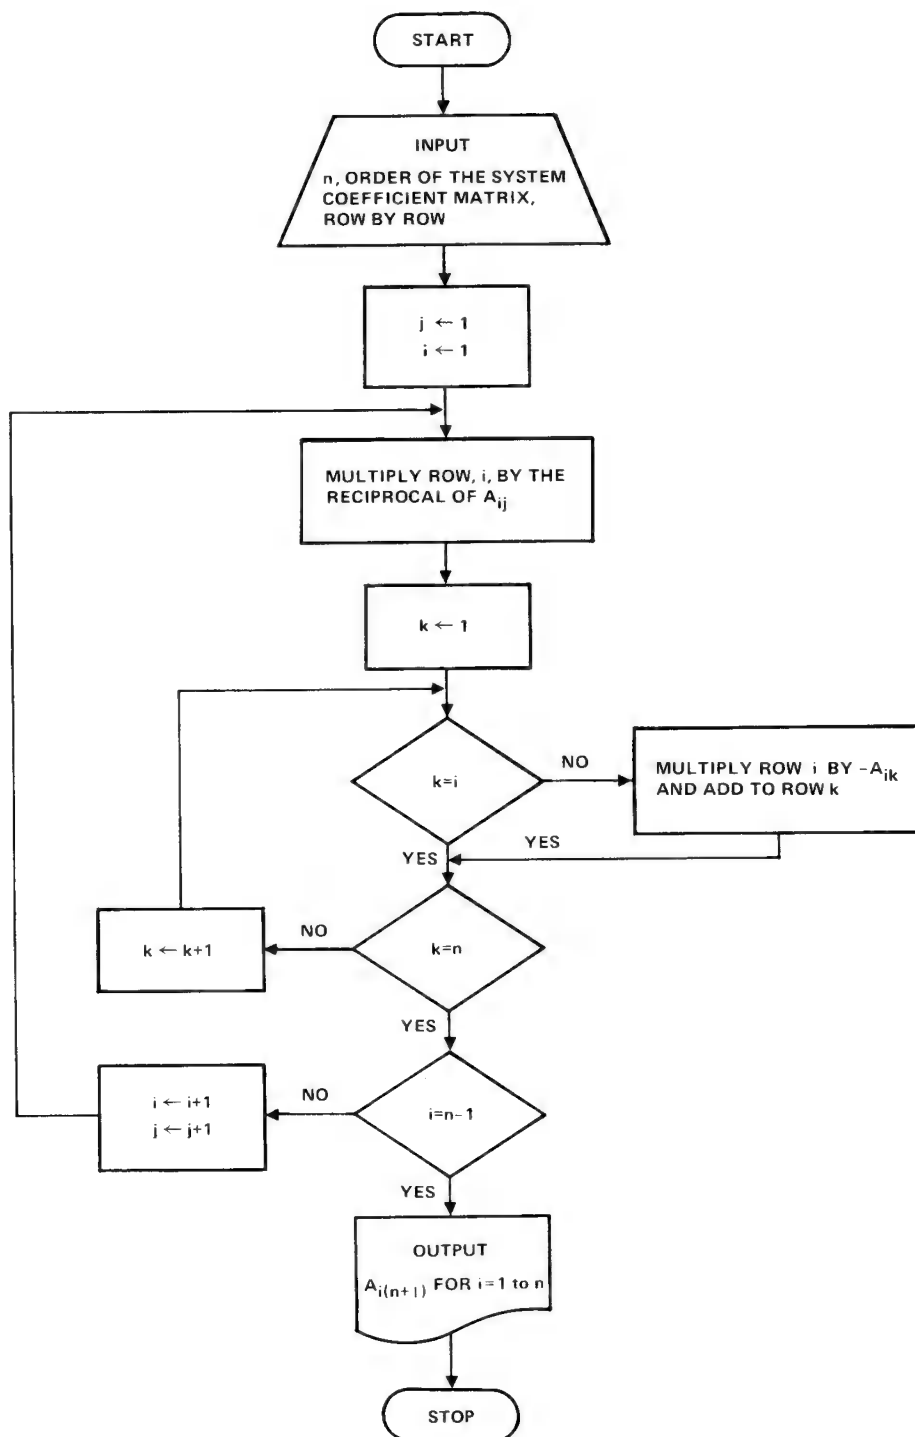 START
INPUT
n, ORDER OF THE SYSTEM
COEFFICIENT MATRIX,
ROW BY ROW
j ← 1
i ← 1
MULTIPLY ROW, i, BY THE
RECIPROCAL OF Aij
k ← 1
k=i
NO
MULTIPLY ROW i BY -Aik
AND ADD TO ROW k
YES
YES
k ← k+1
NO
k=n
YES
i ← i+1
j ← j+1
NO
i=n-1
YES
OUTPUT
Ai(n+1) FOR i=1 to n
STOP